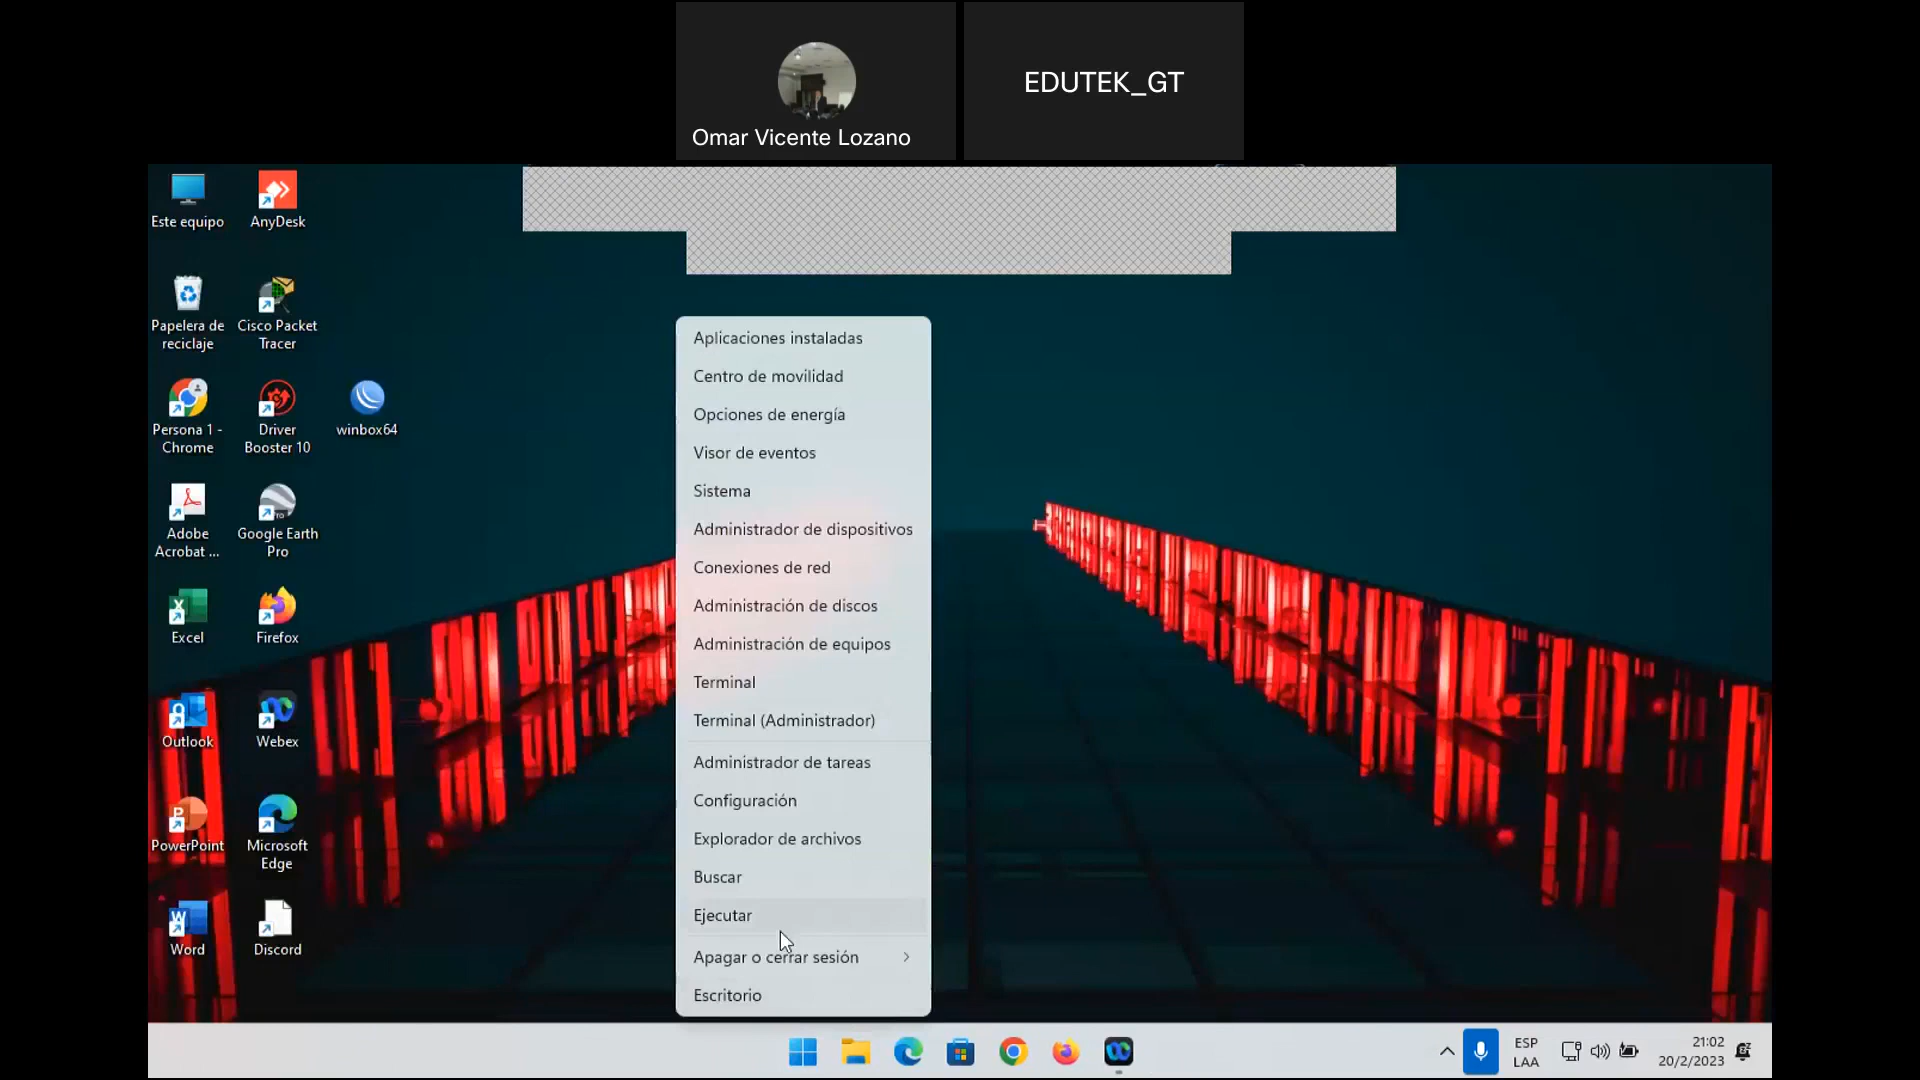 EDUTEK_GT
Omar Vicente Lozano
Este equipo
AnyDesk
Papelera de
reciclaje
Cisco Packet
Tracer
Persona 1 -
Chrome
Driver
Booster 10
winbox64
Adobe
Acrobat ...
Google Earth
Pro
Excel
Firefox
Outlook
Webex
PowerPoint
Microsoft
Edge
Word
Discord
Aplicaciones instaladas
Centro de movilidad
Opciones de energía
Visor de eventos
Sistema
Administrador de dispositivos
Conexiones de red
Administración de discos
Administración de equipos
Terminal
Terminal (Administrador)
Administrador de tareas
Configuración
Explorador de archivos
Buscar
Ejecutar
Apagar o cerrar sesión
Escritorio
ESP
LAA
21:02
20/2/2023